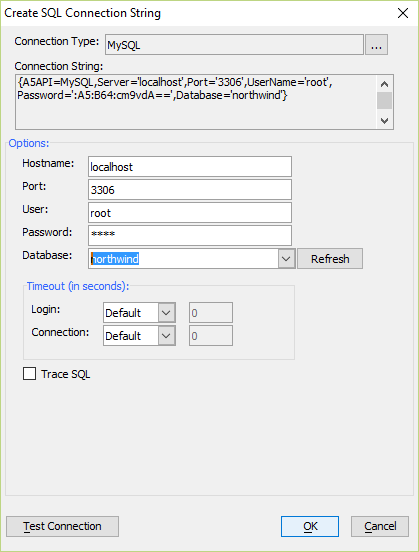 Create SQL Connection String
Connection Type: MySQL ...
Connection String:
{A5API=MySQL,Server='localhost',Port='3306',UserName='root',
Password=':A5:B64:cm9vdA==',Database='northwind'}
Options:
Hostname: localhost
Port: 3306
User: root
Password: ****
Database: northwind Refresh
Timeout (in seconds):
Login: Default 0
Connection: Default 0
Trace SQL
Test Connection OK Cancel